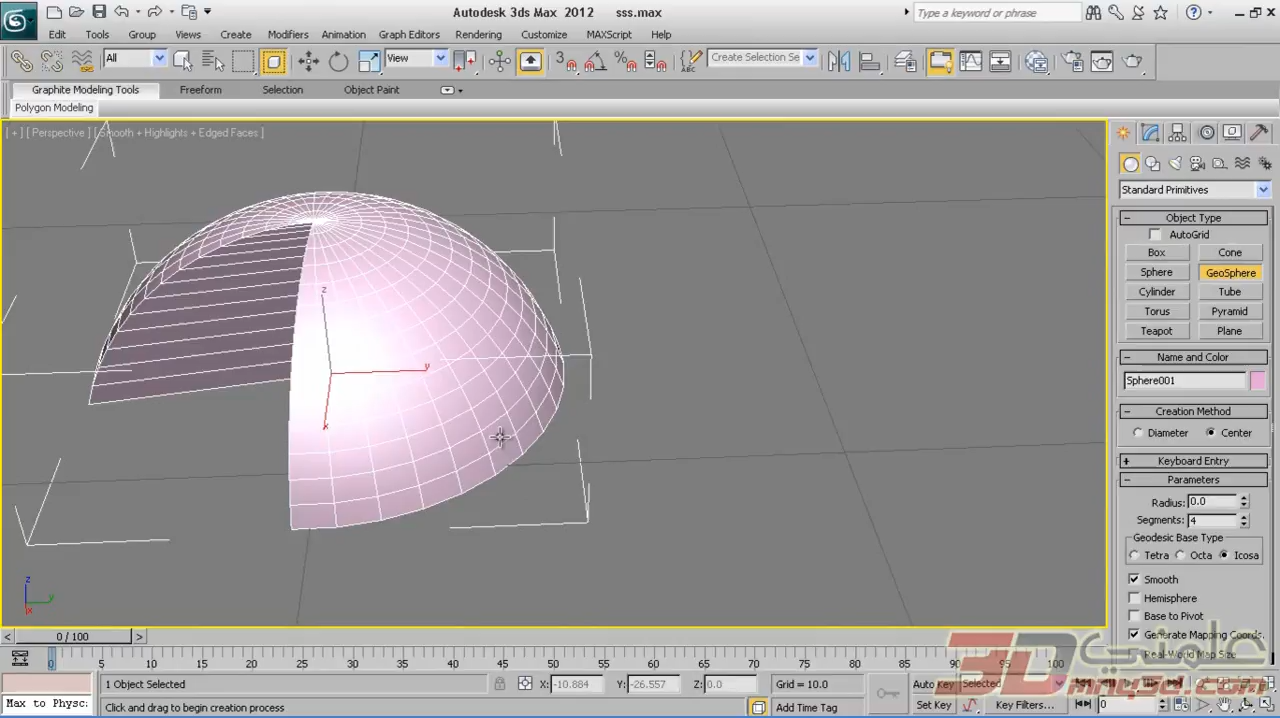 Autodesk 3ds Max 2012 sss.max
Type a keyword or phrase
Edit Tools Group Views Create Modifiers Animation Graph Editors Rendering Customize MAXScript Help
All View 3 Create Selection Se
Graphite Modeling Tools Freeform Selection Object Paint
Polygon Modeling
[ + ] [ Perspective ] [ Smooth + Highlights + Edged Faces ]
z
y
x
z
y
x
Standard Primitives
Object Type
AutoGrid
Box Cone
Sphere GeoSphere
Cylinder Tube
Torus Pyramid
Teapot Plane
Name and Color
Sphere001
Creation Method
Diameter Center
Keyboard Entry
Parameters
Radius: 0.0
Segments: 4
Geodesic Base Type
Tetra Octa Icosa
Smooth
Hemisphere
Base to Pivot
Generate Mapping Coords.
Real-World Map Size
0 / 100
0 5 10 15 20 25 30 35 40 45 50 55 60 65 70 75 80 85 90 95 100
1 Object Selected X: -10.884 Y: -26.557 Z: 0.0 Grid = 10.0 Auto Key Selected
Max to Physc. Click and drag to begin creation process Add Time Tag Set Key Key Filters... 0